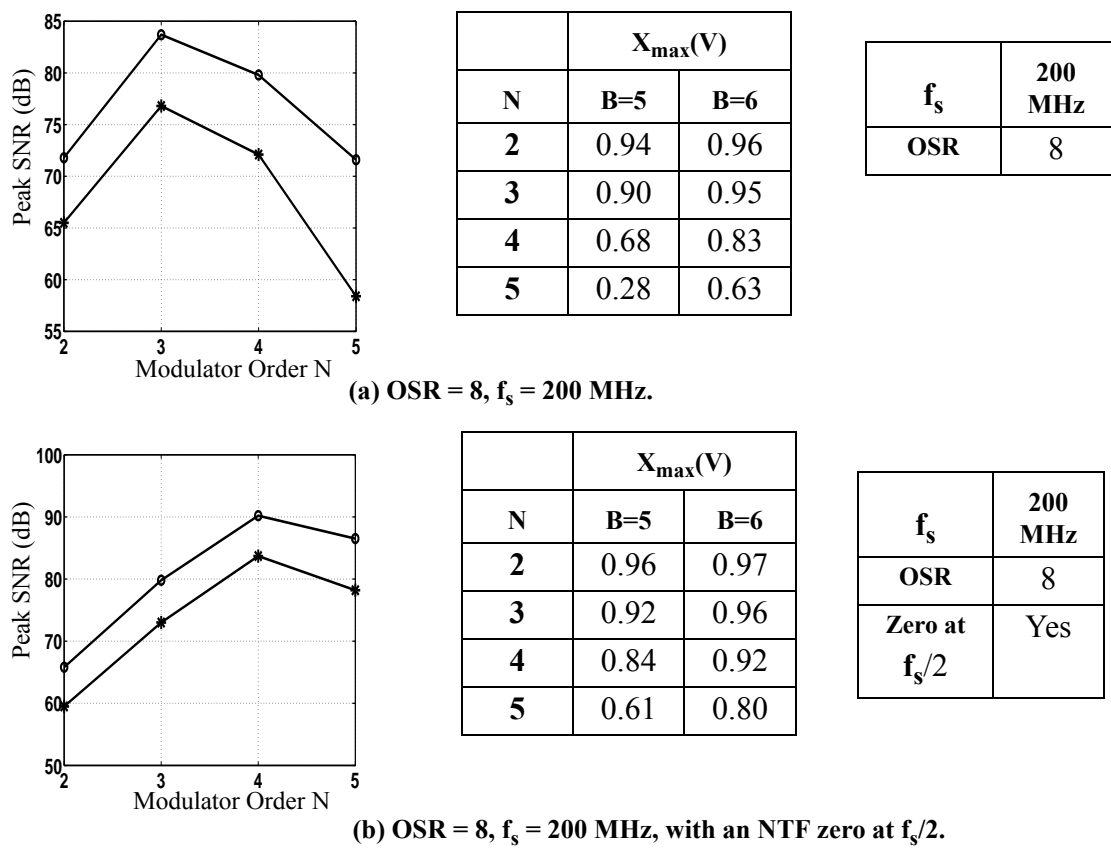 85
80
75
70
65
60
55
Peak SNR (dB)
2 3 4 5
Modulator Order N
X_max(V)
N B=5 B=6
2 0.94 0.96
3 0.90 0.95
4 0.68 0.83
5 0.28 0.63
f_s 200 MHz
OSR 8
(a) OSR = 8, f_s = 200 MHz.
100
90
80
70
60
50
Peak SNR (dB)
2 3 4 5
Modulator Order N
X_max(V)
N B=5 B=6
2 0.96 0.97
3 0.92 0.96
4 0.84 0.92
5 0.61 0.80
f_s 200 MHz
OSR 8
Zero at f_s/2 Yes
(b) OSR = 8, f_s = 200 MHz, with an NTF zero at f_s/2.